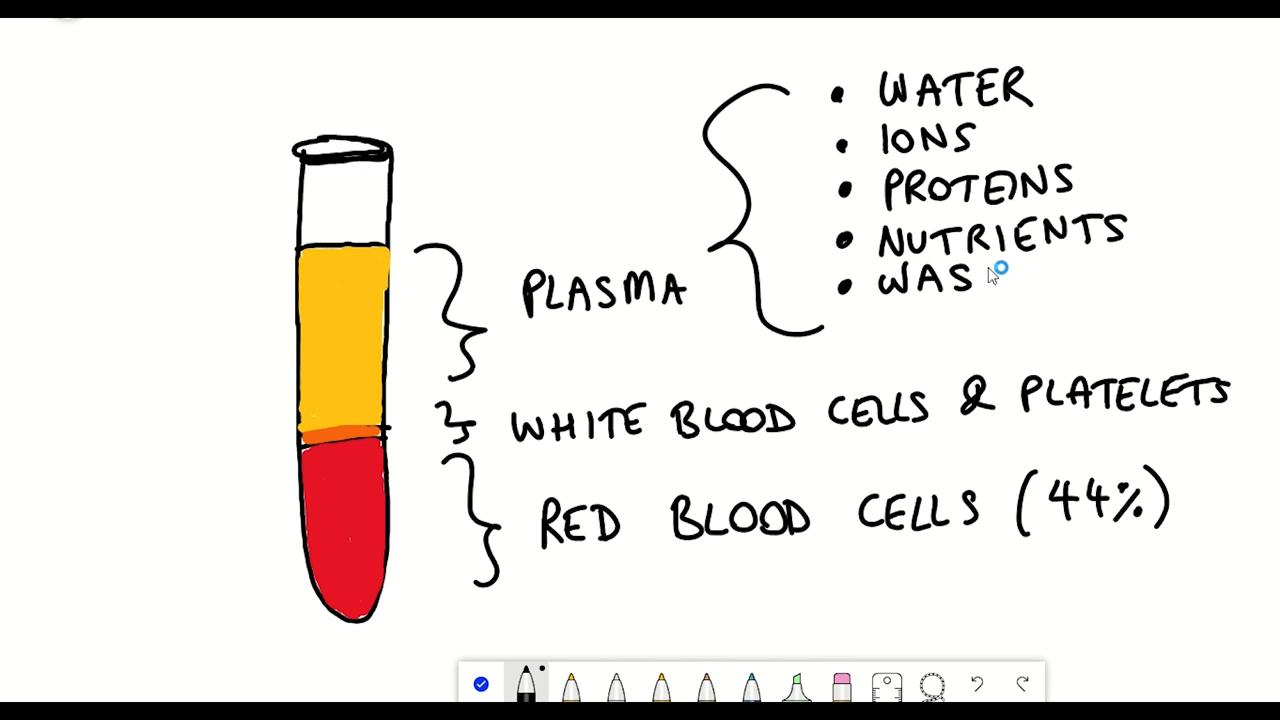 WATER
IONS
PROTEINS
NUTRIENTS
WAS
PLASMA
WHITE BLOOD CELLS & PLATELETS
RED BLOOD CELLS (44%)